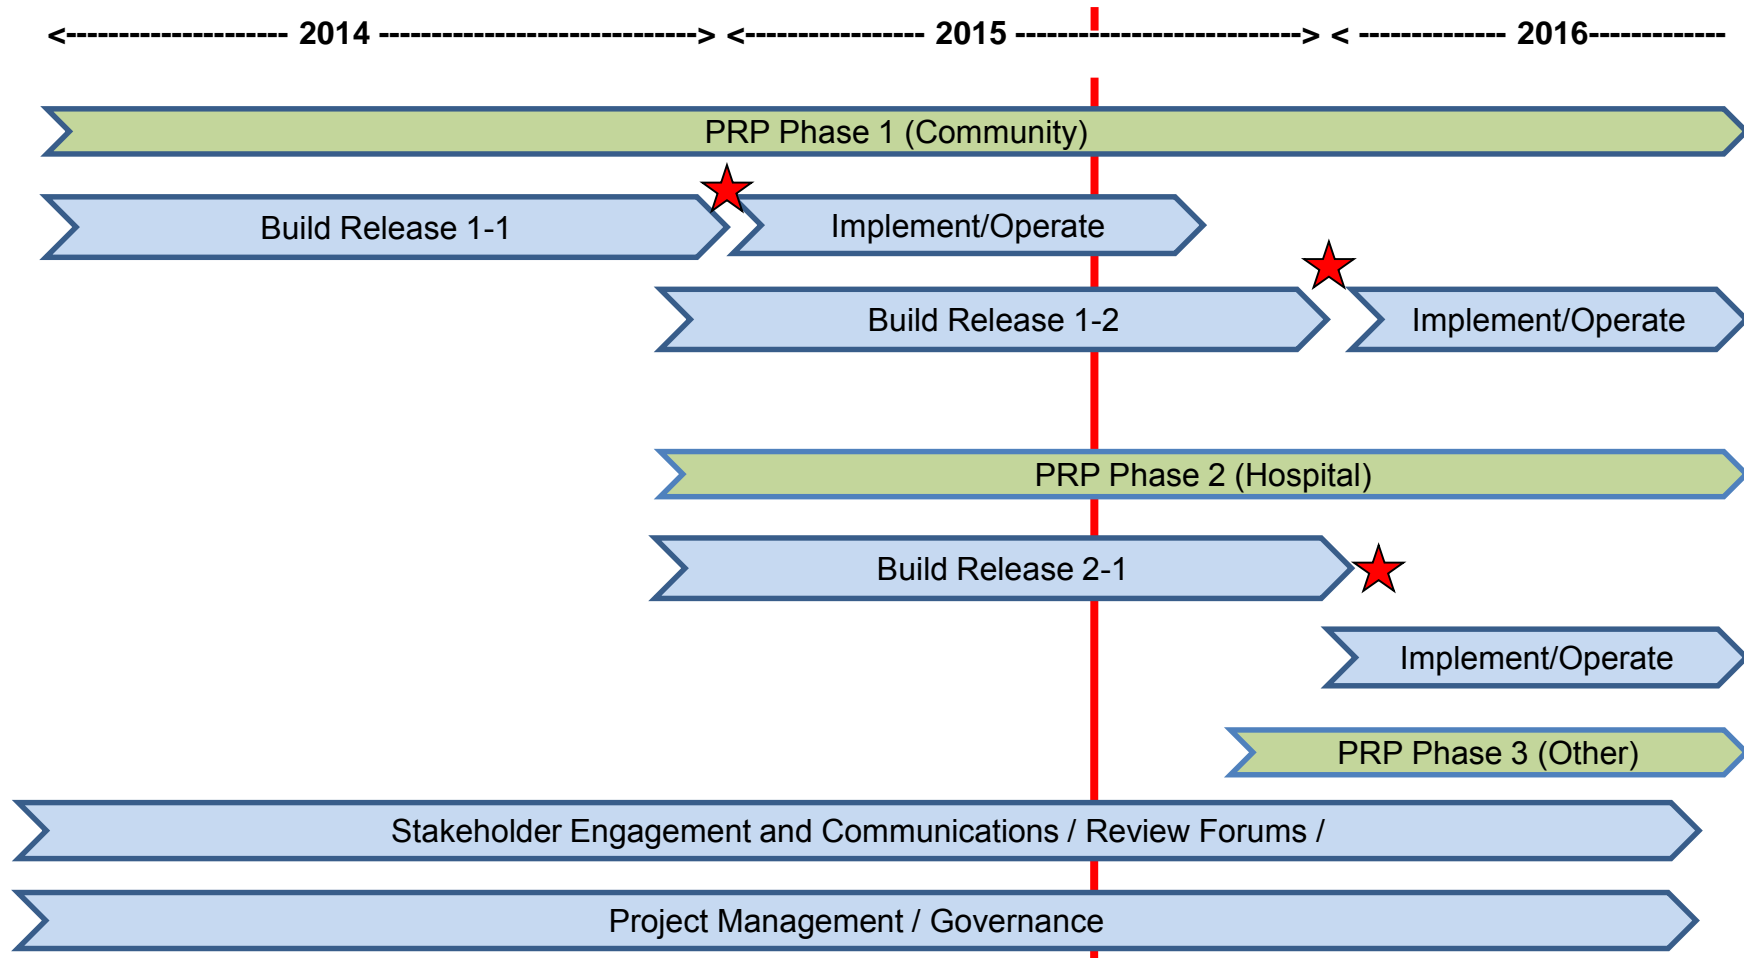 <-------------------- 2014 ---------------------------> <----------------- 2015 ---------------------------> < -------------- 2016-------------
PRP Phase 1 (Community)
Build Release 1-1
Implement/Operate
Build Release 1-2
Implement/Operate
PRP Phase 2 (Hospital)
Build Release 2-1
Implement/Operate
PRP Phase 3 (Other)
Stakeholder Engagement and Communications / Review Forums /
Project Management / Governance